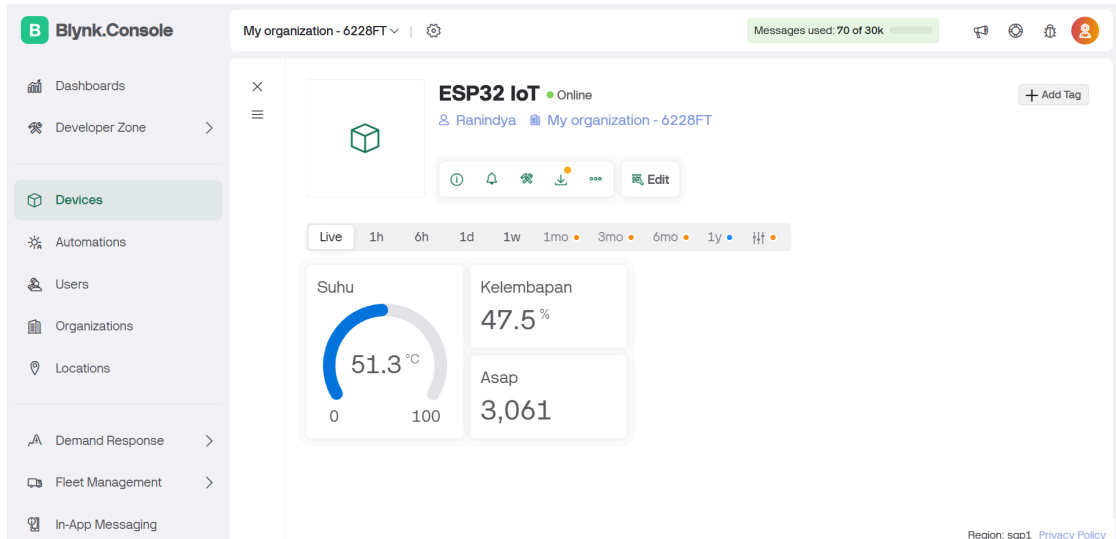 B Blynk.Console
My organization - 6228FT
Messages used: 70 of 30k
Dashboards
Developer Zone
Devices
Automations
Users
Organizations
Locations
Demand Response
Fleet Management
In-App Messaging
ESP32 IoT Online
Add Tag
Ranindya My organization - 6228FT
Edit
Live 1h 6h 1d 1w 1mo 3mo 6mo 1y
Suhu
51.3 °C
0 100
Kelembapan
47.5 %
Asap
3,061
Region: sgp1 Privacy Policy